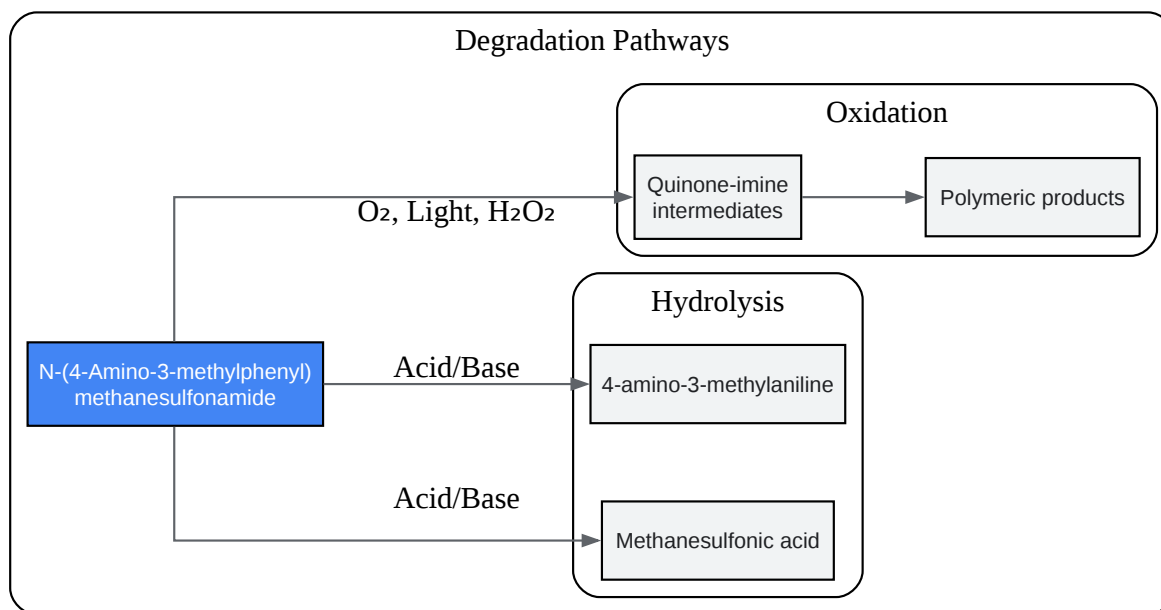 Degradation Pathways
Oxidation
Quinone-imine
intermediates
Polymeric products
O₂, Light, H₂O₂
Hydrolysis
N-(4-Amino-3-methylphenyl)
methanesulfonamide
Acid/Base
4-amino-3-methylaniline
Acid/Base
Methanesulfonic acid